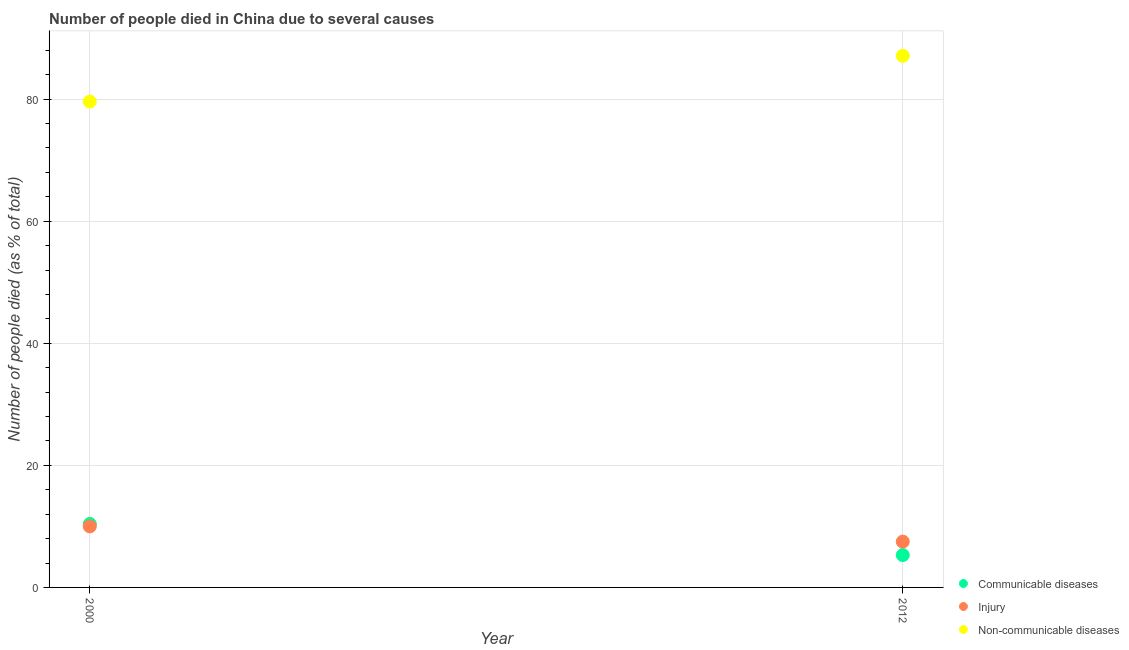 Number of people died in China due to several causes
Number of people died (as % of total)
80
60
40
20
0
2000
2012
Year
Communicable diseases
Injury
Non-communicable diseases